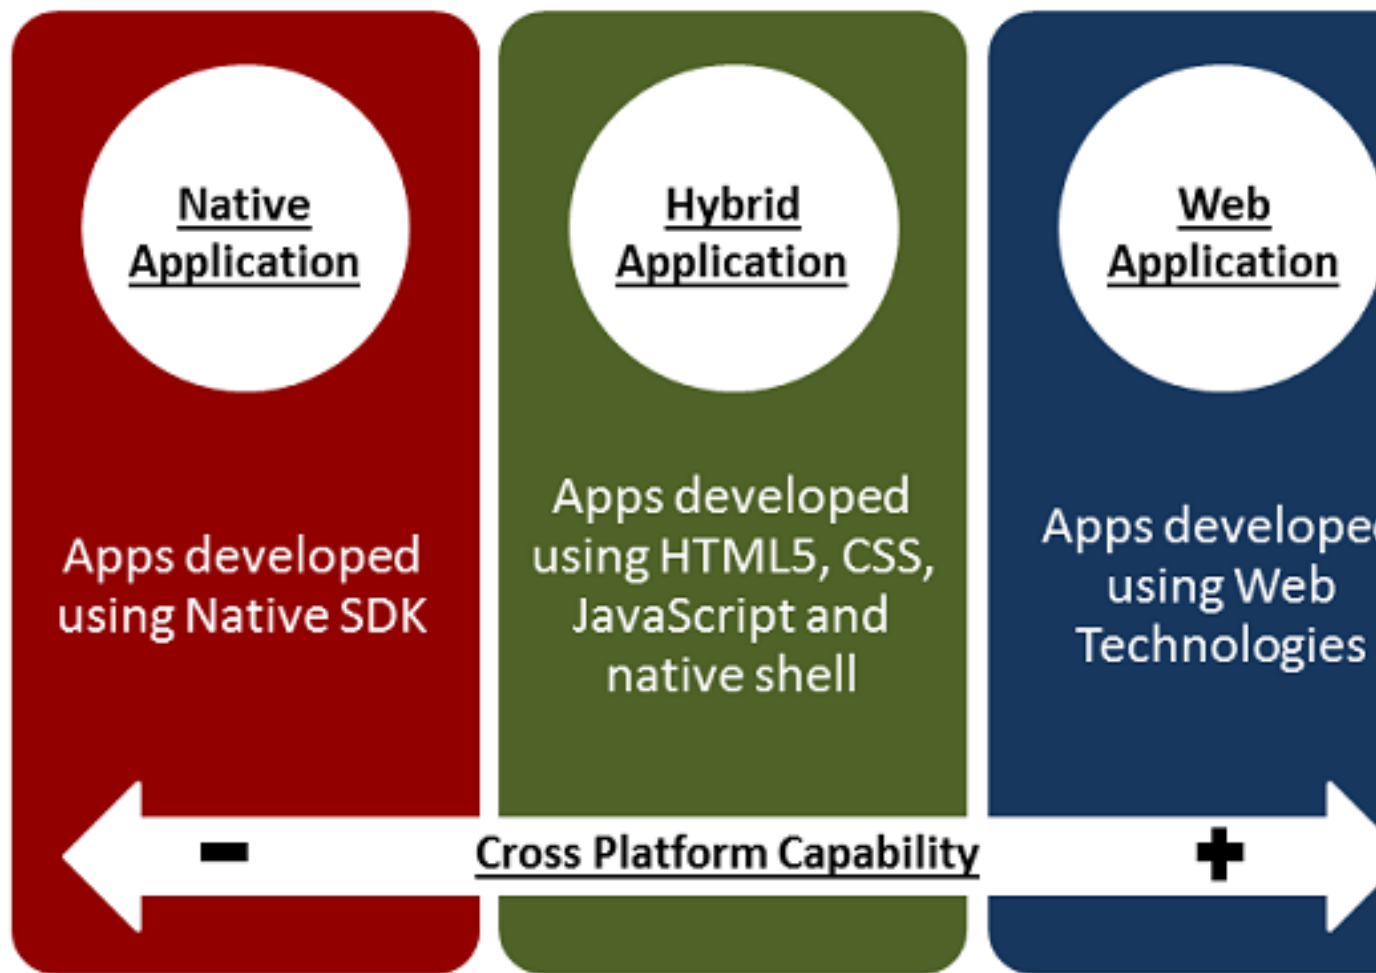 Native
Application
Hybrid
Application
Web
Application
Apps developed
using Native SDK
Apps developed
using HTML5, CSS,
JavaScript and
native shell
Apps developed
using Web
Technologies
- Cross Platform Capability +